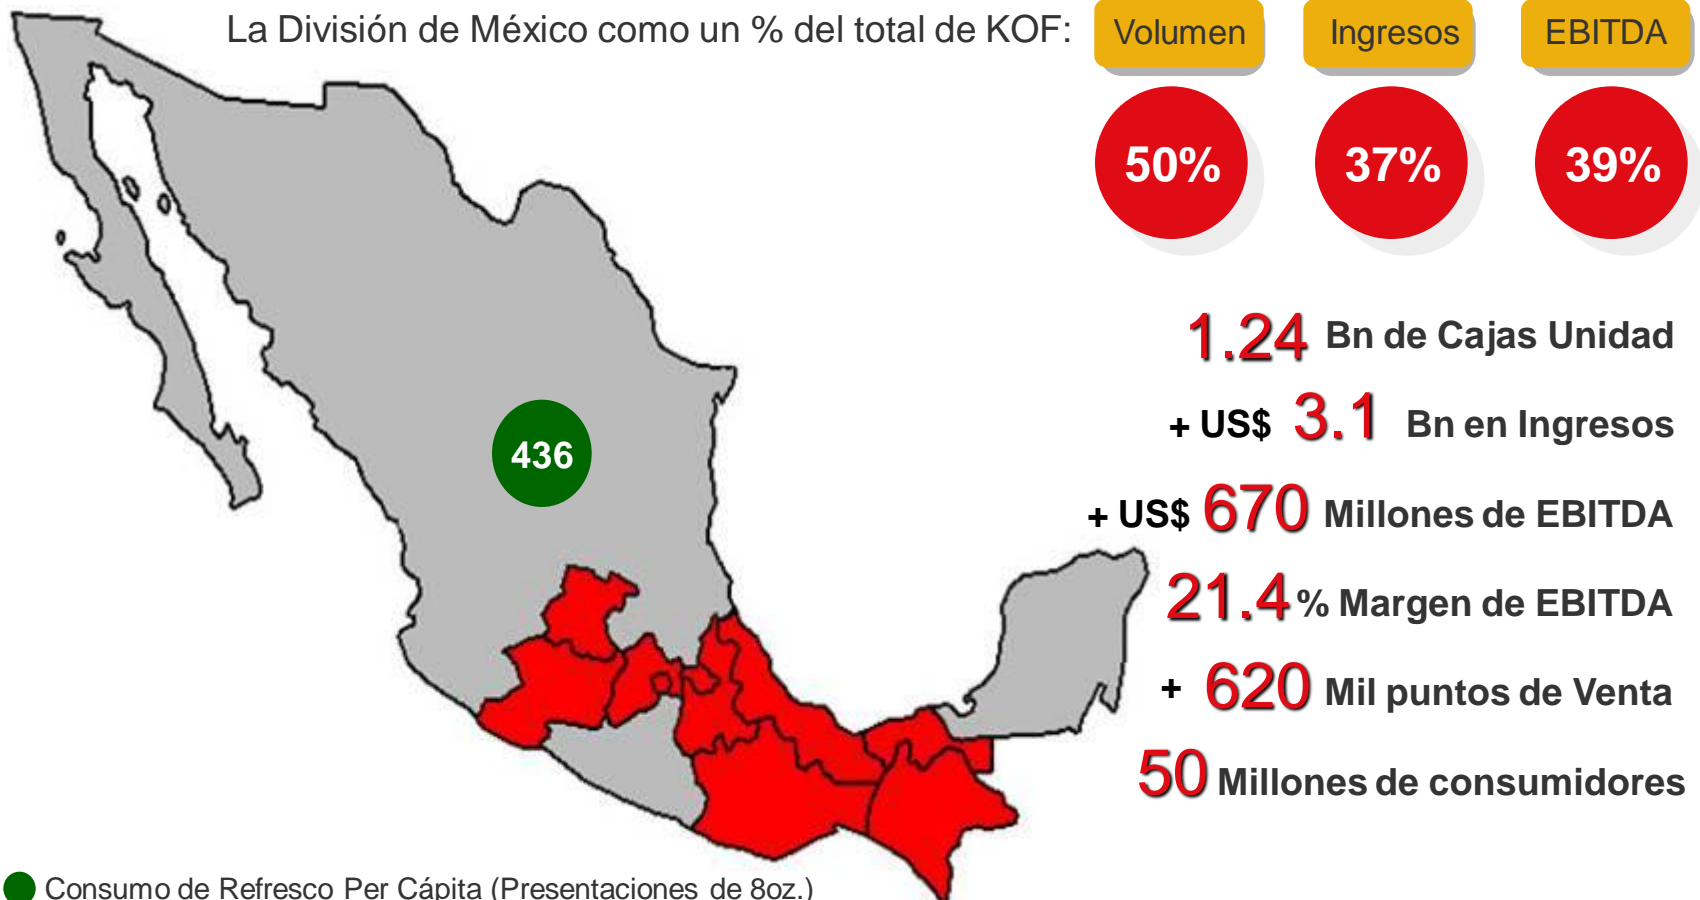 La División de México como un % del total de KOF:
Volumen Ingresos EBITDA
50% 37% 39%
1.24 Bn de Cajas Unidad
+ US$ 3.1 Bn en Ingresos
436
+ US$ 670 Millones de EBITDA
21.4 % Margen de EBITDA
+ 620 Mil puntos de Venta
50 Millones de consumidores
Consumo de Refresco Per Cápita (Presentaciones de 8oz.)